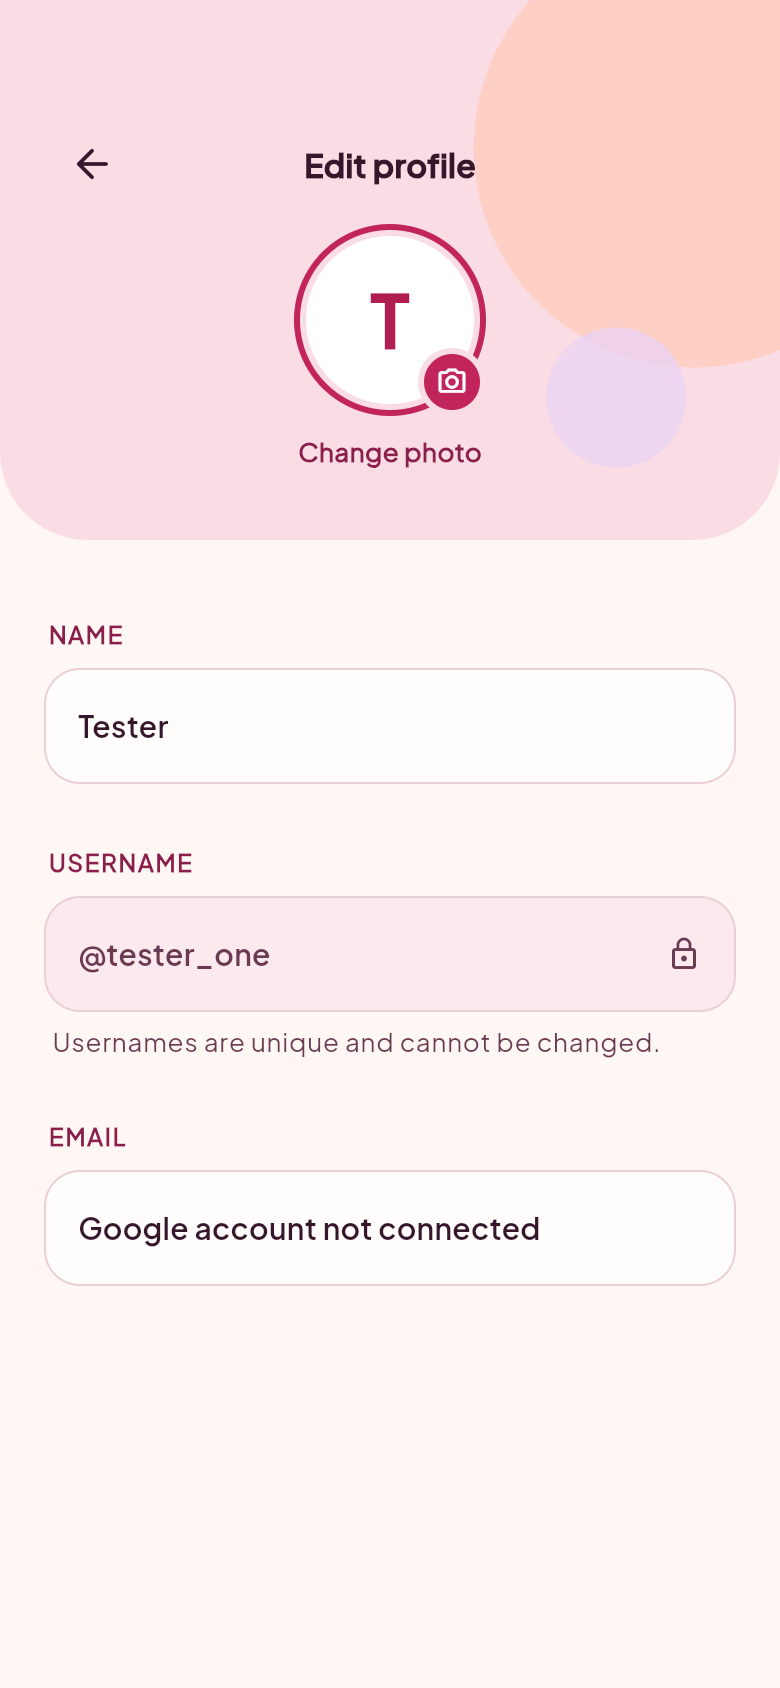 Edit profile
T
Change photo
NAME
Tester
USERNAME
@tester_one
Usernames are unique and cannot be changed.
EMAIL
Google account not connected